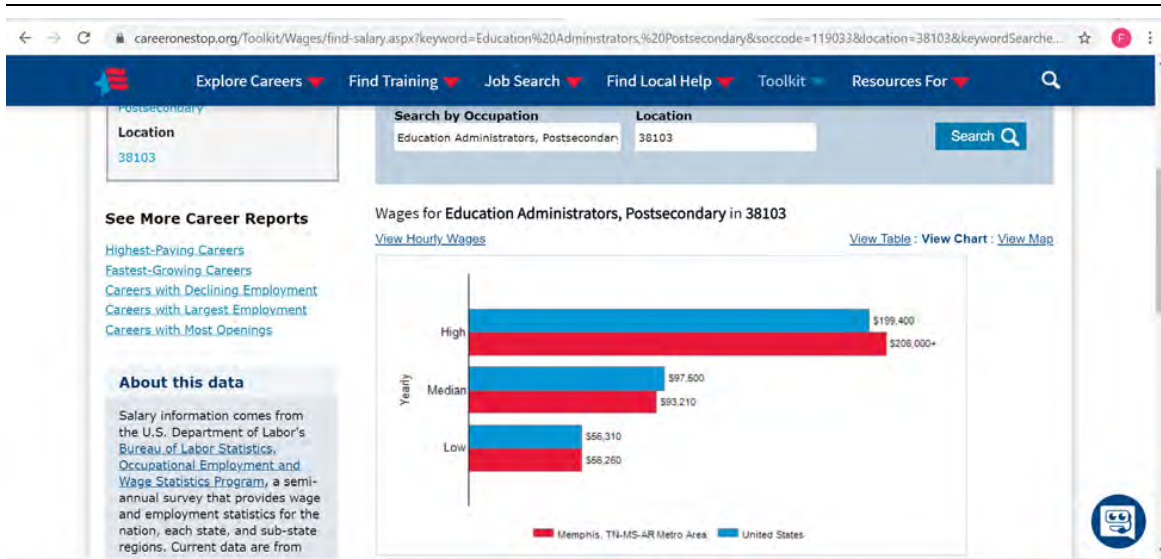 careeronestop.org/Toolkit/Wages/find-salary.aspx?keyword=Education%20Administrators,%20Postsecondary&soccode=119033&location=38103&keywordSearche... F
Explore Careers Find Training Job Search Find Local Help Toolkit Resources For
Postsecondary
Location
38103
Search by Occupation Location
Education Administrators, Postsecondar 38103 Search
See More Career Reports
Highest-Paying Careers
Fastest-Growing Careers
Careers with Declining Employment
Careers with Largest Employment
Careers with Most Openings
About this data
Salary information comes from
the U.S. Department of Labor's
Bureau of Labor Statistics,
Occupational Employment and
Wage Statistics Program, a semi-
annual survey that provides wage
and employment statistics for the
nation, each state, and sub-state
regions. Current data are from
Wages for Education Administrators, Postsecondary in 38103
View Hourly Wages View Table : View Chart : View Map
Yearly
High
$199,400
$208,000+
Median
$97,500
$93,210
Low
$56,310
$56,260
Memphis, TN-MS-AR Metro Area United States